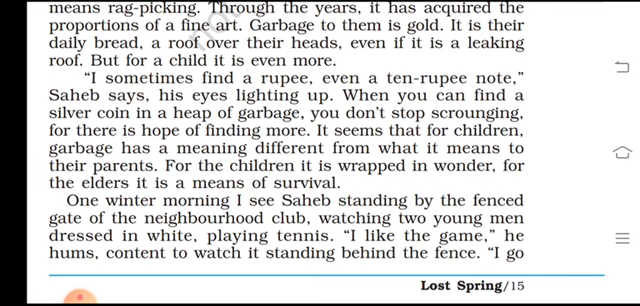 means rag-picking. Through the years, it has acquired the
proportions of a fine art. Garbage to them is gold. It is their
daily bread, a roof over their heads, even if it is a leaking
roof. But for a child it is even more.
“I sometimes find a rupee, even a ten-rupee note,”
Saheb says, his eyes lighting up. When you can find a
silver coin in a heap of garbage, you don’t stop scrounging,
for there is hope of finding more. It seems that for children,
garbage has a meaning different from what it means to
their parents. For the children it is wrapped in wonder, for
the elders it is a means of survival.
One winter morning I see Saheb standing by the fenced
gate of the neighbourhood club, watching two young men
dressed in white, playing tennis. “I like the game,” he
hums, content to watch it standing behind the fence. “I go
Lost Spring/15